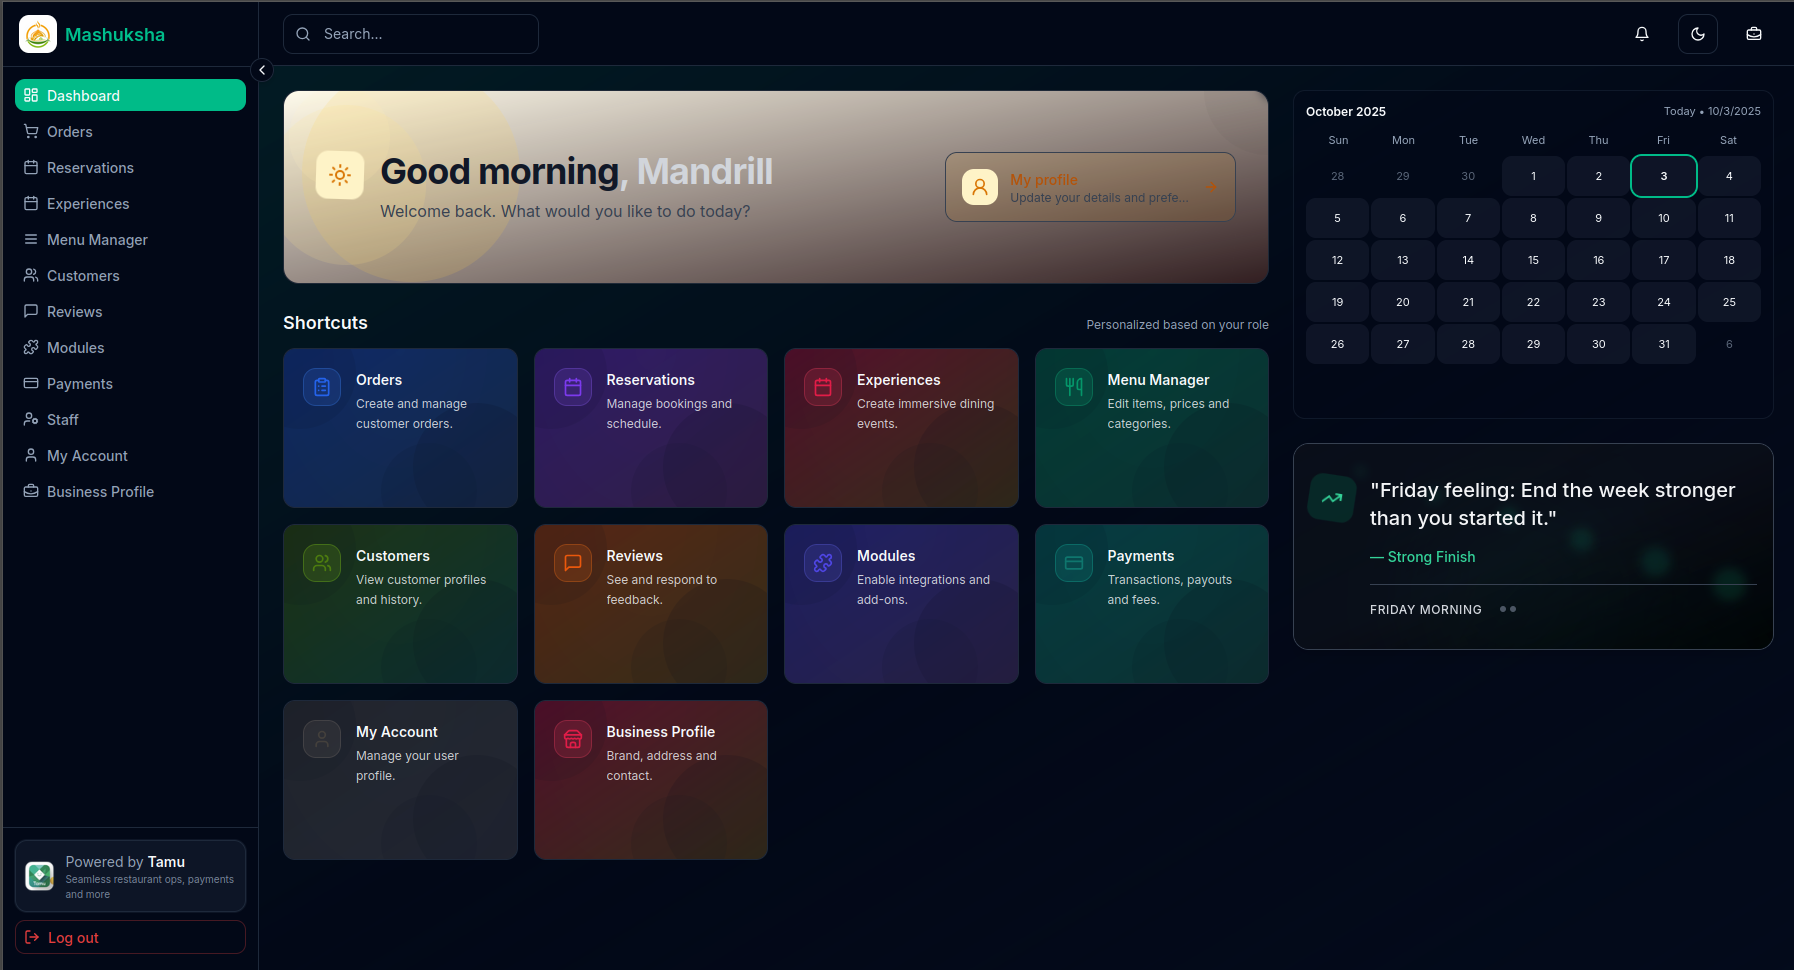 Mashuksha
Search...
Dashboard
Orders
Reservations
Experiences
Menu Manager
Customers
Reviews
Modules
Payments
Staff
My Account
Business Profile
Powered by Tamu
Seamless restaurant ops, payments
and more
Log out
Good morning, Mandrill
Welcome back. What would you like to do today?
My profile
Update your details and prefe...
Shortcuts
Personalized based on your role
Orders
Create and manage
customer orders.
Reservations
Manage bookings and
schedule.
Experiences
Create immersive dining
events.
Menu Manager
Edit items, prices and
categories.
Customers
View customer profiles
and history.
Reviews
See and respond to
feedback.
Modules
Enable integrations and
add-ons.
Payments
Transactions, payouts
and fees.
My Account
Manage your user
profile.
Business Profile
Brand, address and
contact.
October 2025
Today • 10/3/2025
Sun Mon Tue Wed Thu Fri Sat
28 29 30 1 2 3 4
5 6 7 8 9 10 11
12 13 14 15 16 17 18
19 20 21 22 23 24 25
26 27 28 29 30 31 6
"Friday feeling: End the week stronger
than you started it."
— Strong Finish
FRIDAY MORNING